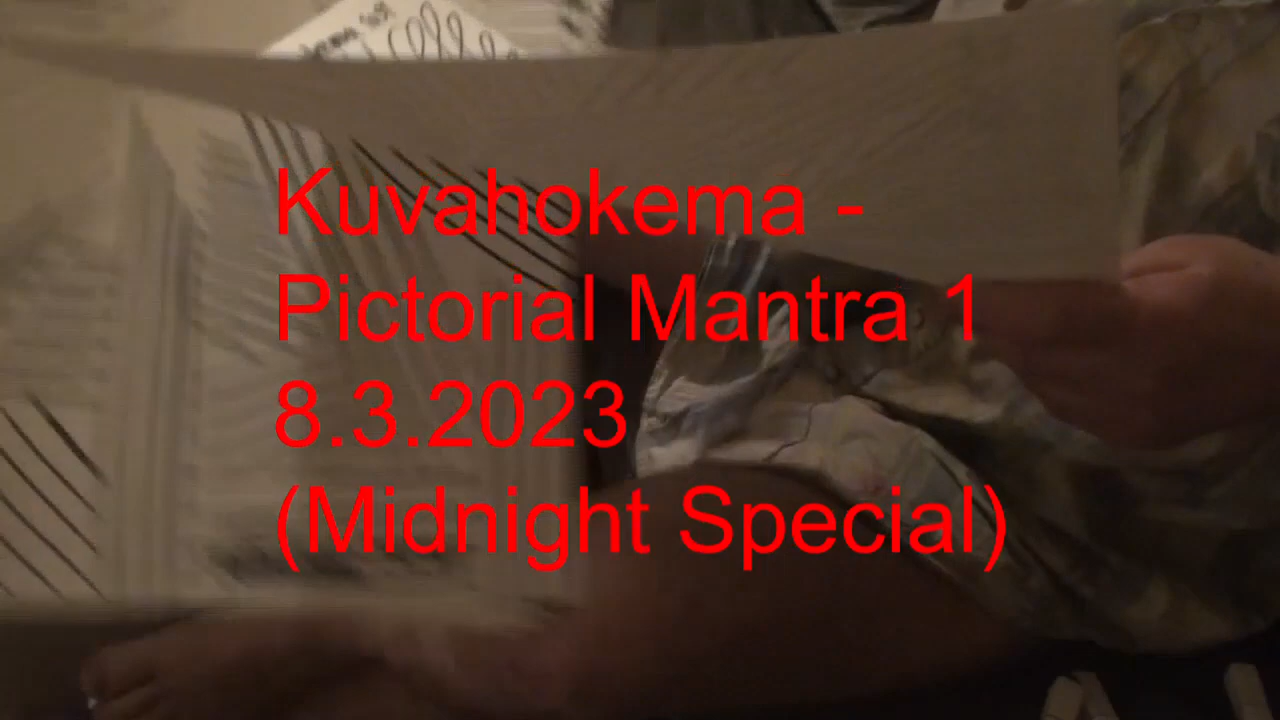 Kuvahokema -
Pictorial Mantra 1
8.3.2023
(Midnight Special)